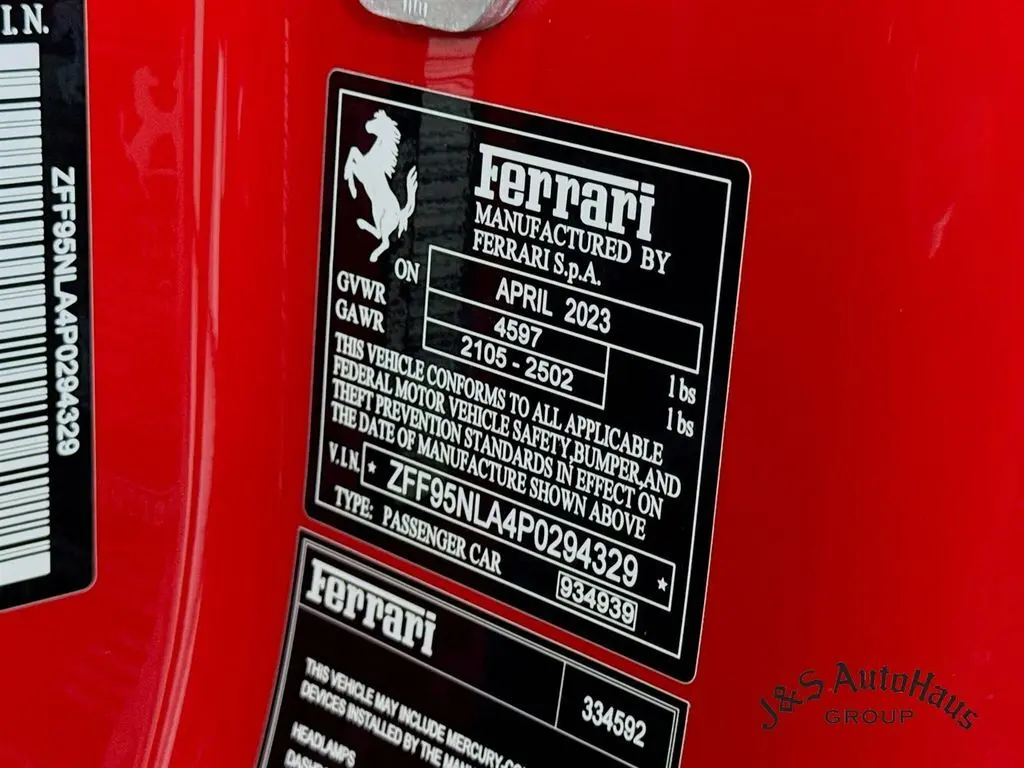 V.I.N.
ZFF95NLA4P0294329
Ferrari
MANUFACTURED BY
FERRARI S.p.A.
ON APRIL 2023
GVWR 4597 lbs
GAWR 2105 - 2502 lbs
THIS VEHICLE CONFORMS TO ALL APPLICABLE
FEDERAL MOTOR VEHICLE SAFETY,BUMPER,AND
THEFT PREVENTION STANDARDS IN EFFECT ON
THE DATE OF MANUFACTURE SHOWN ABOVE
V.I.N. * ZFF95NLA4P0294329 *
TYPE: PASSENGER CAR 934939
Ferrari
334592
THIS VEHICLE MAY INCLUDE
DEVICES INSTALLED BY THE
HEADLAMPS
J&S AutoHaus
GROUP